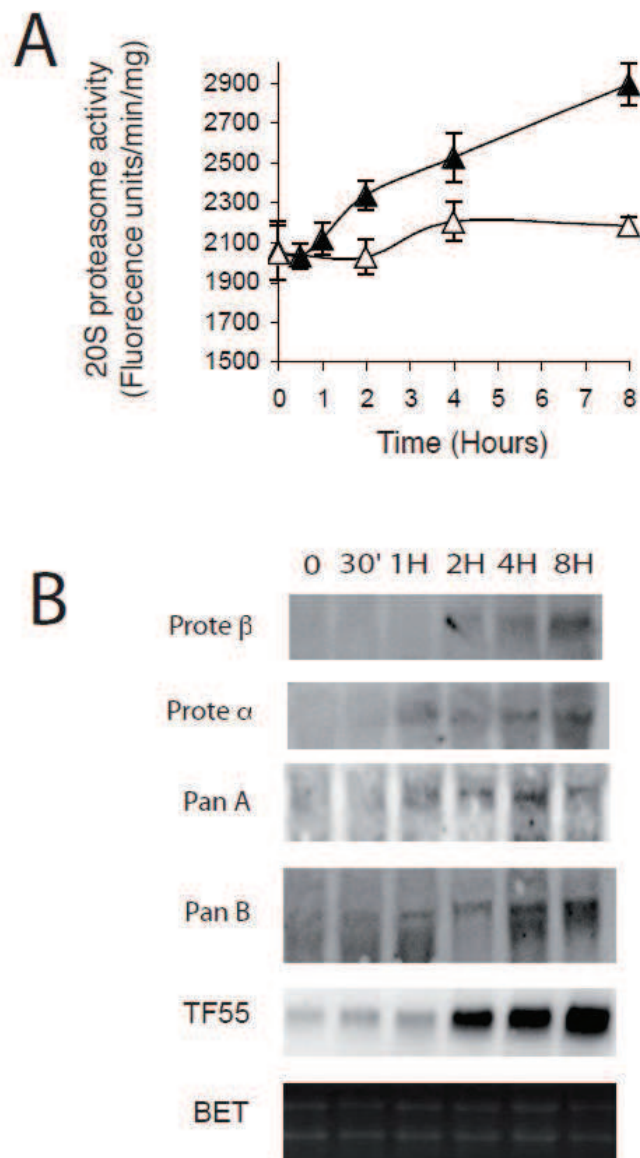 A
20S proteasome activity
(Fluorecence units/min/mg)
2900
2700
2500
2300
2100
1900
1700
1500
0 1 2 3 4 5 6 7 8
Time (Hours)
B
0 30' 1H 2H 4H 8H
Prote β
Prote α
Pan A
Pan B
TF55
BET